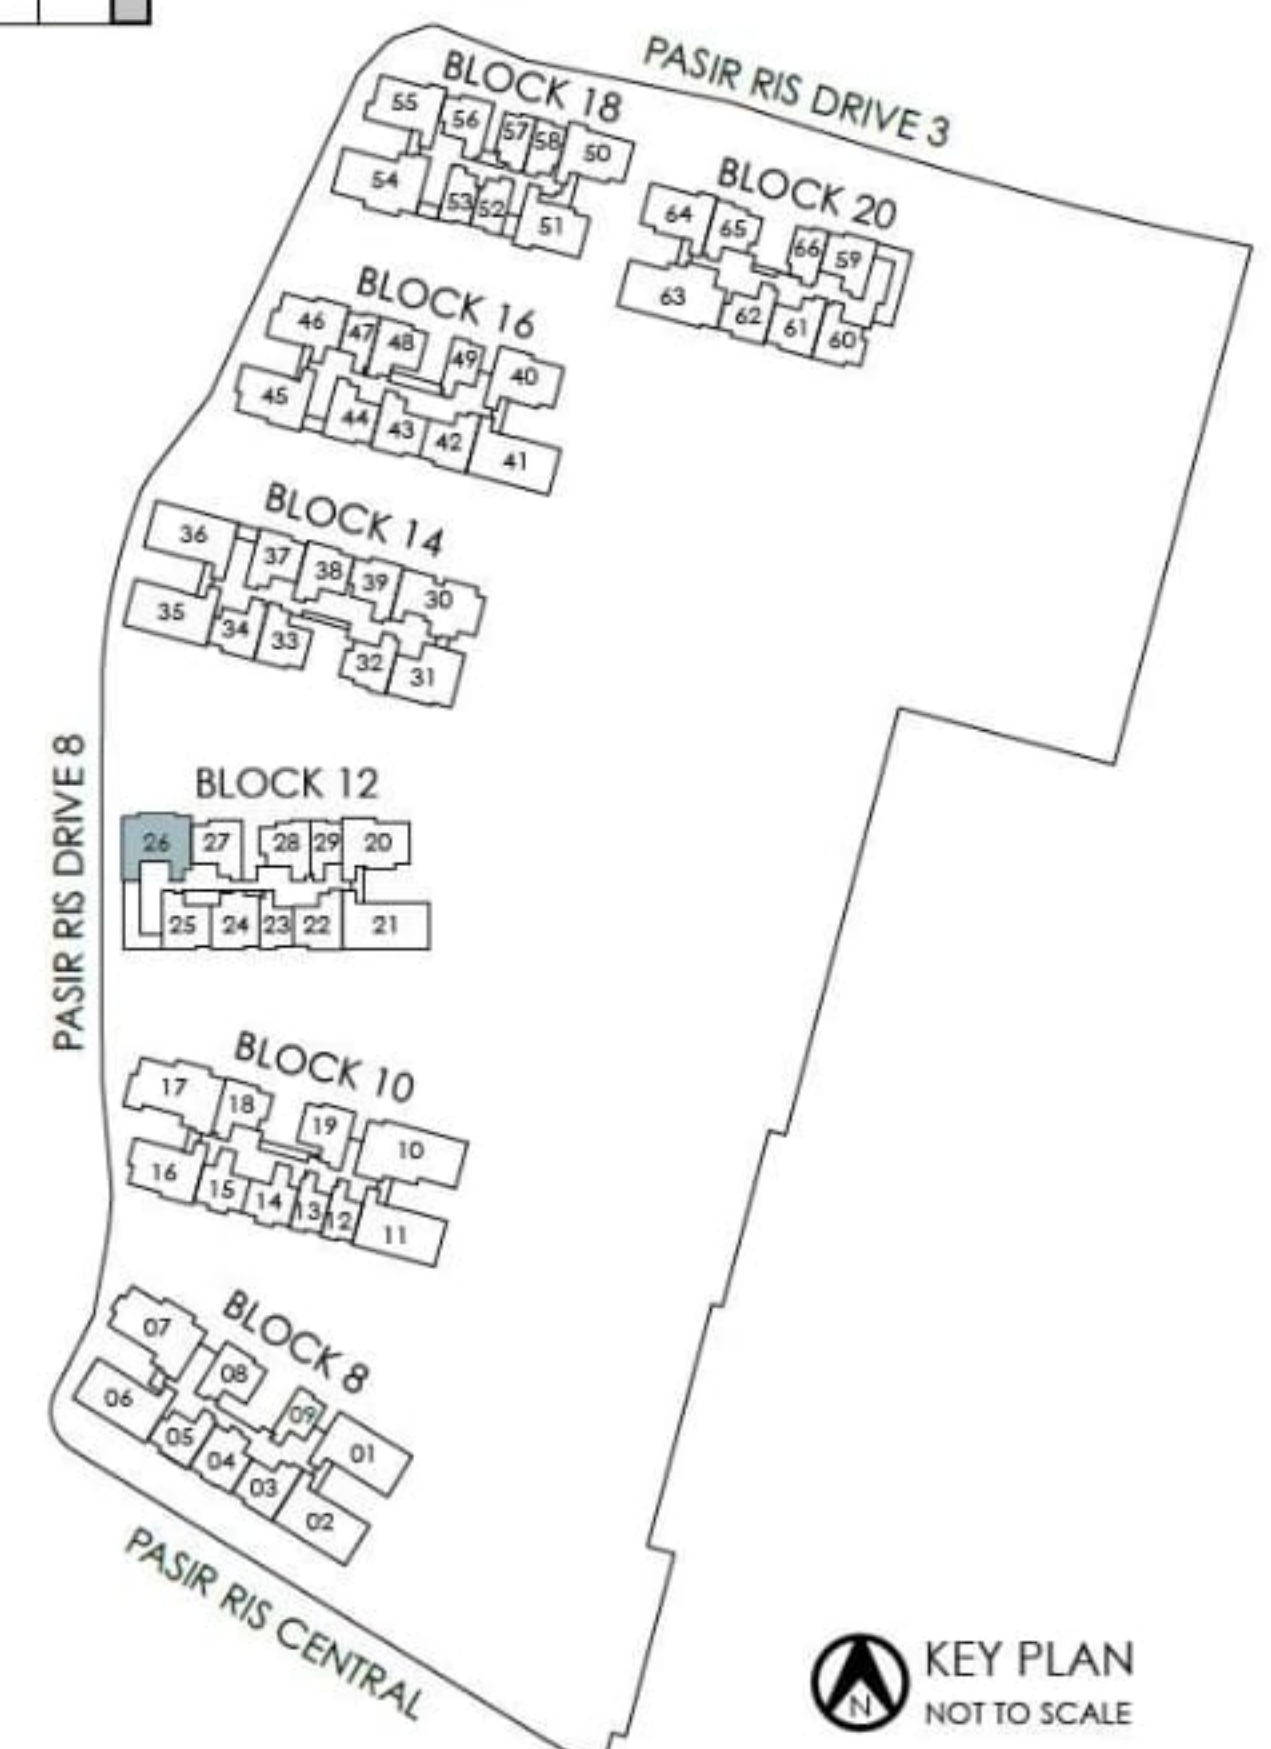 PASIR RIS DRIVE 3
BLOCK 18
55 56 57 58 50
54 53 52 51
BLOCK 20
64 65 66 59
63 62 61 60
BLOCK 16
46 47 48 49 40
45 44 43 42 41
BLOCK 14
36 37 38 39 30
35 34 33 32 31
PASIR RIS DRIVE 8
BLOCK 12
26 27 28 29 20
25 24 23 22 21
BLOCK 10
17 18 19 10
16 15 14 13 12 11
BLOCK 8
07 08 09 01
06 05 04 03 02
PASIR RIS CENTRAL
N
KEY PLAN
NOT TO SCALE